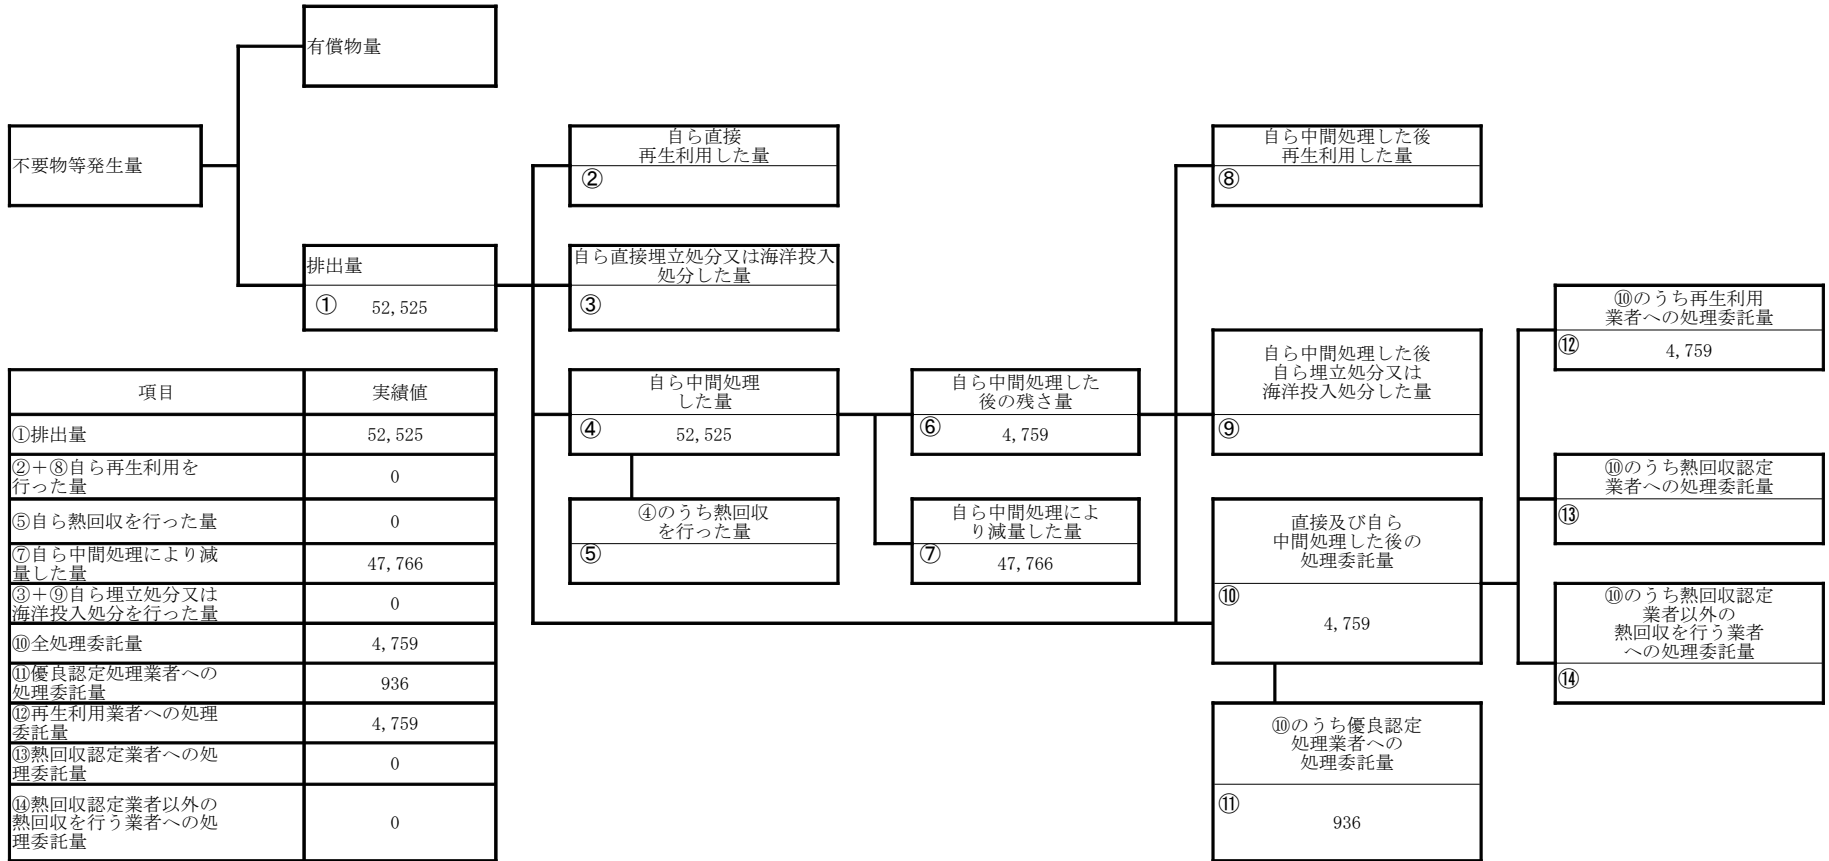 有償物量
不要物等発生量
排出量
① 52,525
自ら直接
再生利用した量
②
自ら直接埋立処分又は海洋投入
処分した量
③
自ら中間処理
した量
④ 52,525
④のうち熱回収
を行った量
⑤
自ら中間処理した
後の残さ量
⑥ 4,759
自ら中間処理によ
り減量した量
⑦ 47,766
自ら中間処理した後
再生利用した量
⑧
自ら中間処理した後
自ら埋立処分又は
海洋投入処分した量
⑨
直接及び自ら
中間処理した後の
処理委託量
⑩
4,759
⑩のうち優良認定
処理業者への
処理委託量
⑪
936
⑩のうち再生利用
業者への処理委託量
⑫ 4,759
⑩のうち熱回収認定
業者への処理委託量
⑬
⑩のうち熱回収認定
業者以外の
熱回収を行う業者
への処理委託量
⑭
項目 実績値
①排出量 52,525
②+⑧自ら再生利用を
行った量 0
⑤自ら熱回収を行った量 0
⑦自ら中間処理により減
量した量 47,766
③+⑨自ら埋立処分又は
海洋投入処分を行った量 0
⑩全処理委託量 4,759
⑪優良認定処理業者への
処理委託量 936
⑫再生利用業者への処理
委託量 4,759
⑬熱回収認定業者への処
理委託量 0
⑭熱回収認定業者以外の
熱回収を行う業者への処
理委託量 0